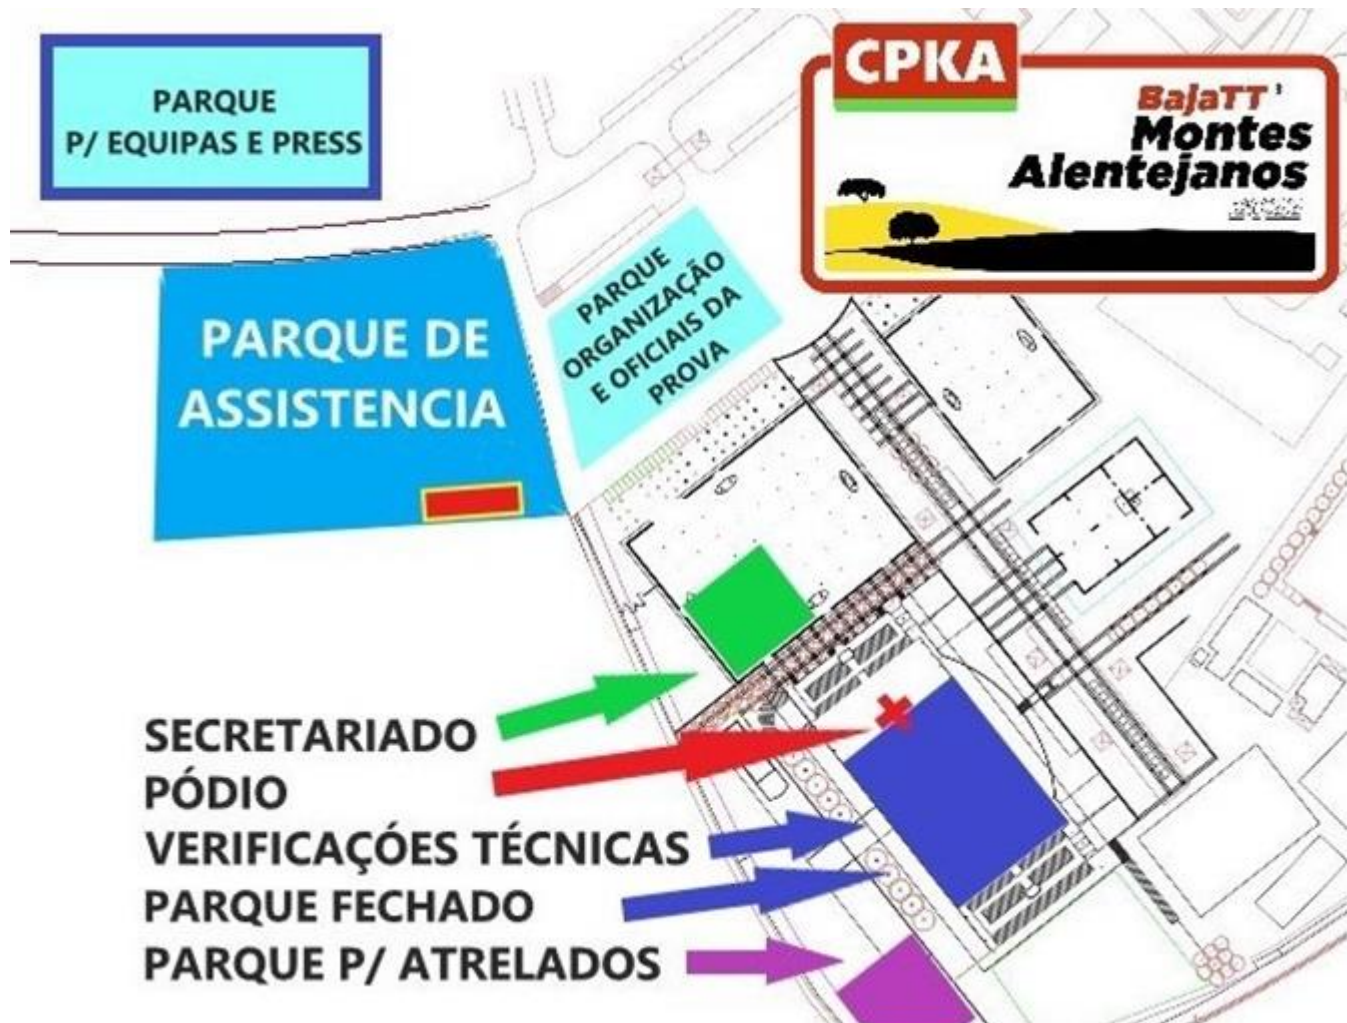 PARQUE
P/ EQUIPAS E PRESS
CPKA
BajaTT
Montes
Alentejanos
PARQUE
ORGANIZAÇÃO
E OFICIAIS DA
PROVA
PARQUE DE
ASSISTENCIA
SECRETARIADO
PÓDIO
VERIFICAÇÓES TÉCNICAS
PARQUE FECHADO
PARQUE P/ ATRELADOS